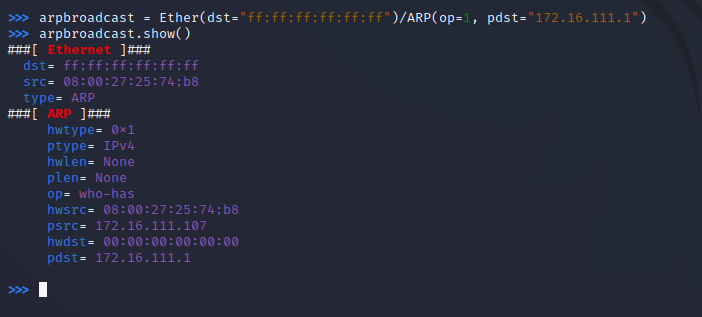 >>> arpbroadcast = Ether(dst="ff:ff:ff:ff:ff:ff")/ARP(op=1, pdst="172.16.111.1")
>>> arpbroadcast.show()
###[ Ethernet ]###
  dst= ff:ff:ff:ff:ff:ff
  src= 08:00:27:25:74:b8
  type= ARP
###[ ARP ]###
     hwtype= 0×1
     ptype= IPv4
     hwlen= None
     plen= None
     op= who-has
     hwsrc= 08:00:27:25:74:b8
     psrc= 172.16.111.107
     hwdst= 00:00:00:00:00:00
     pdst= 172.16.111.1
>>>